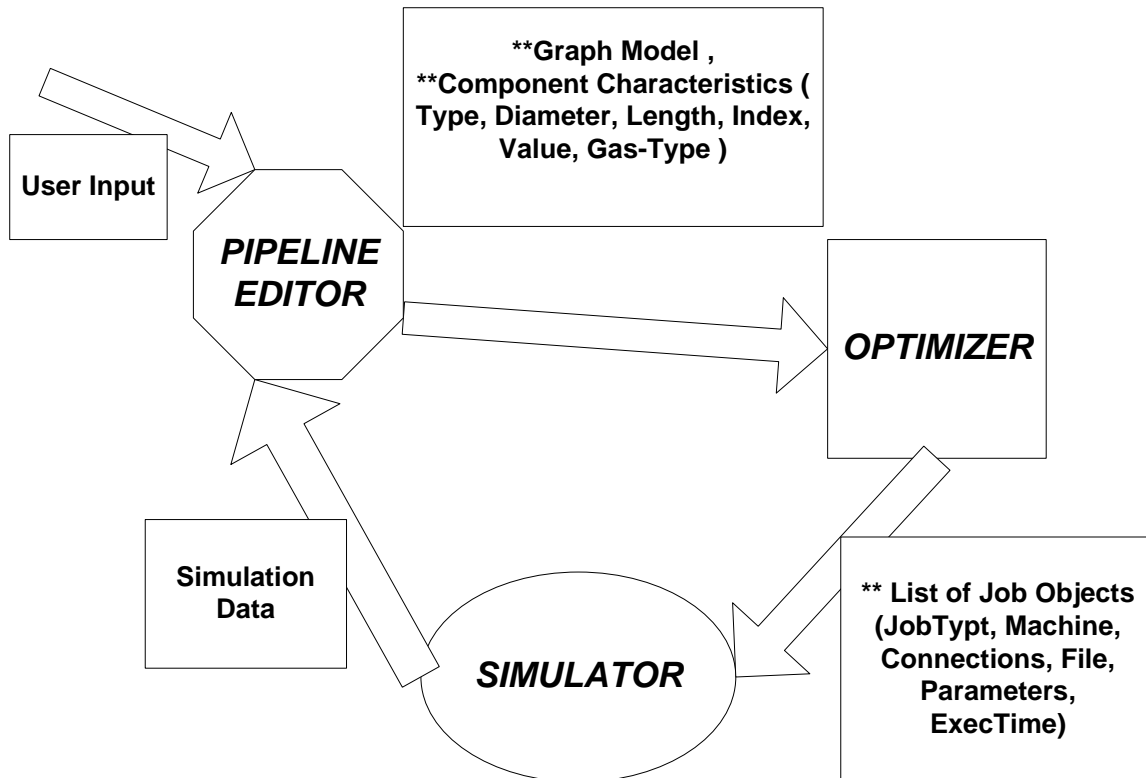 **Graph Model ,
**Component Characteristics (
Type, Diameter, Length, Index,
Value, Gas-Type )
User Input
PIPELINE
EDITOR
OPTIMIZER
Simulation
Data
SIMULATOR
** List of Job Objects
(JobTypt, Machine,
Connections, File,
Parameters,
ExecTime)